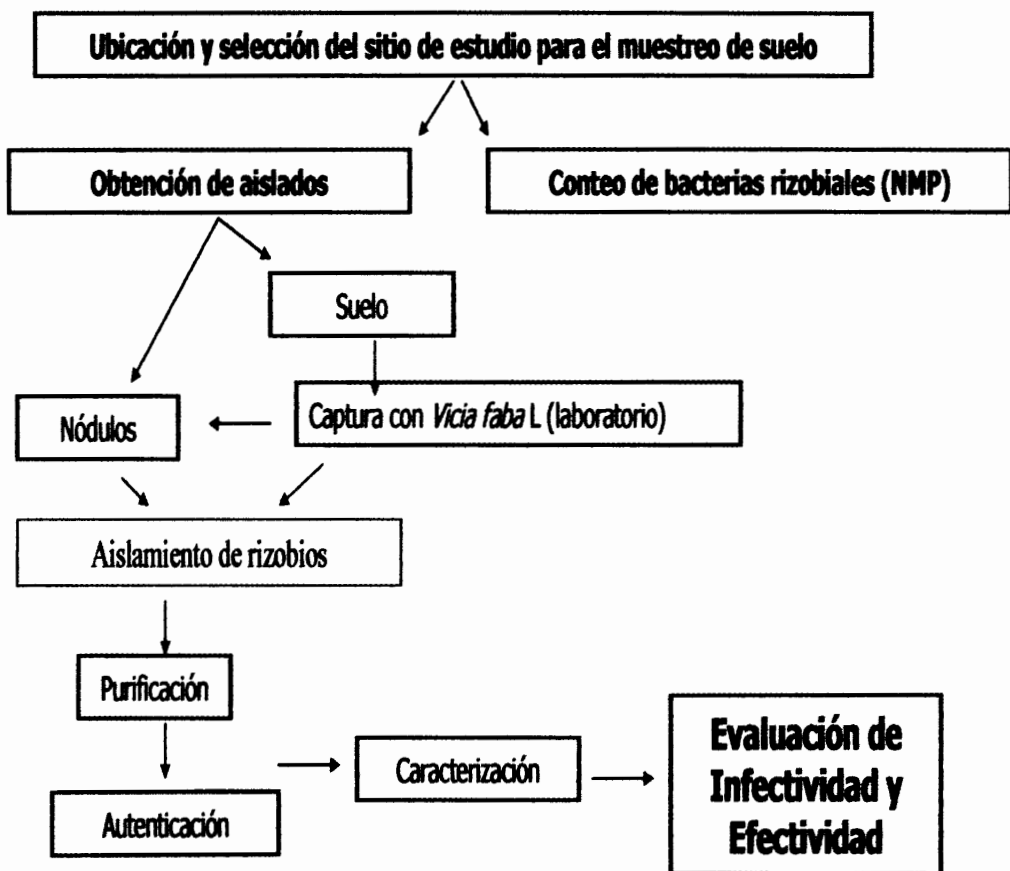 Ubicación y selección del sitio de estudio para el muestreo de suelo
Obtención de aislados
Conteo de bacterias rizobiales (NMP)
Suelo
Nódulos
Captura con Vicia faba L (laboratorio)
Aislamiento de rizobios
Purificación
Autenticación
Caracterización
Evaluación de
Infectividad y
Efectividad